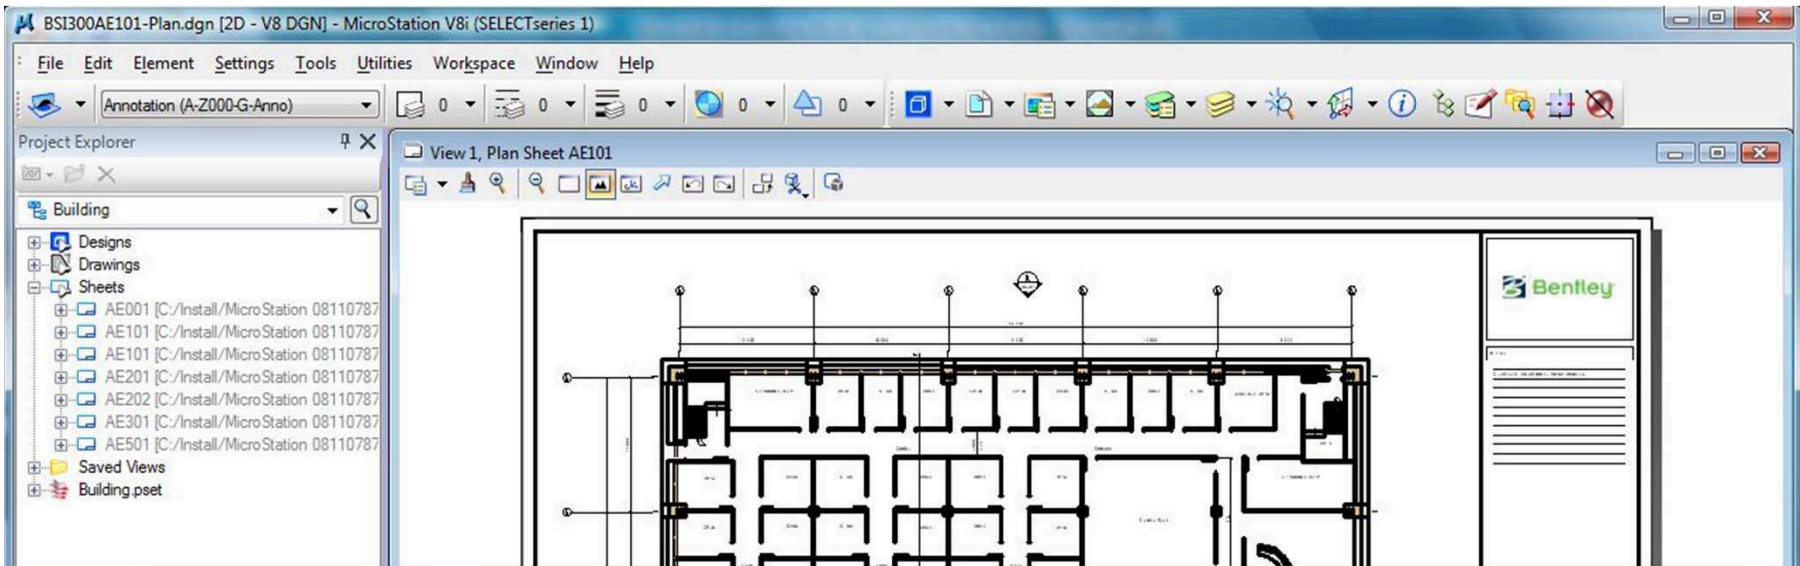 BSI300AE101-Plan.dgn [2D - V8 DGN] - MicroStation V8i (SELECTseries 1)
File Edit Element Settings Tools Utilities Workspace Window Help
Annotation (A-Z000-G-Anno) 0 0 0 0 0
Project Explorer
View 1, Plan Sheet AE101
Building
Designs
Drawings
Sheets
AE001 [C:/Install/MicroStation 08110787
AE101 [C:/Install/MicroStation 08110787
AE101 [C:/Install/MicroStation 08110787
AE201 [C:/Install/MicroStation 08110787
AE202 [C:/Install/MicroStation 08110787
AE301 [C:/Install/MicroStation 08110787
AE501 [C:/Install/MicroStation 08110787
Saved Views
Building.pset
Bentley